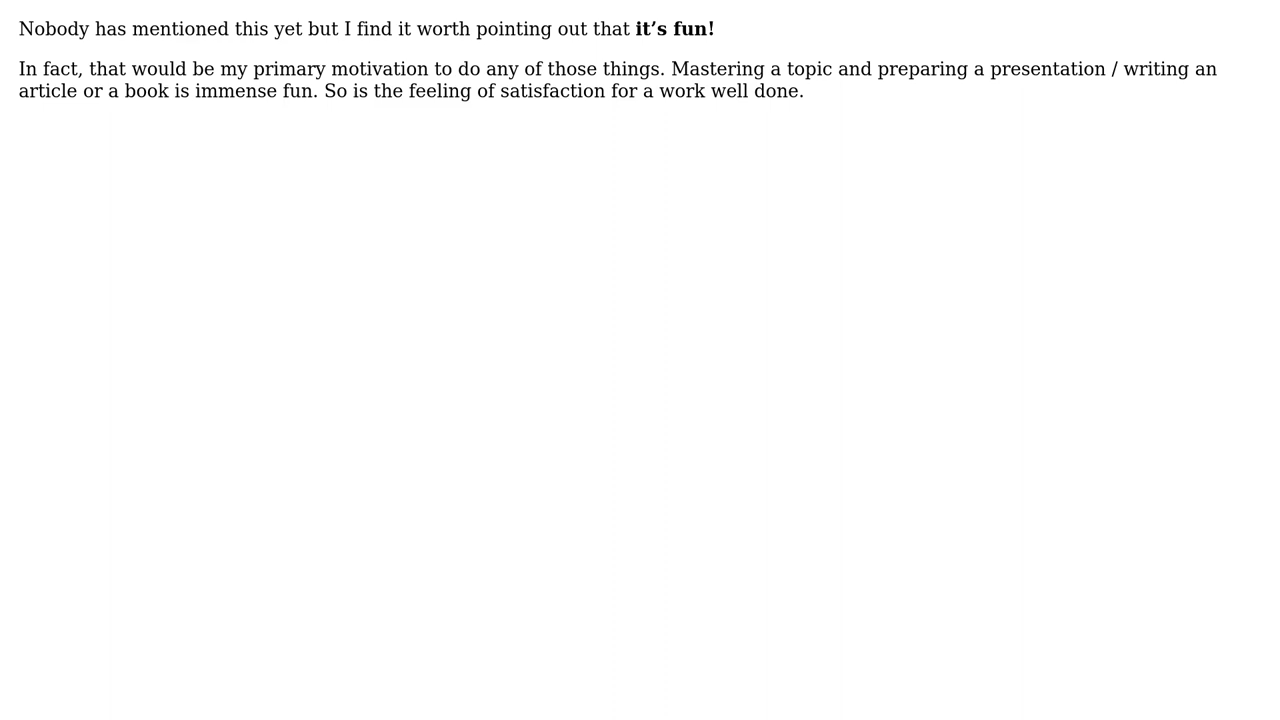 Nobody has mentioned this yet but I find it worth pointing out that it’s fun!
In fact, that would be my primary motivation to do any of those things. Mastering a topic and preparing a presentation / writing an
article or a book is immense fun. So is the feeling of satisfaction for a work well done.